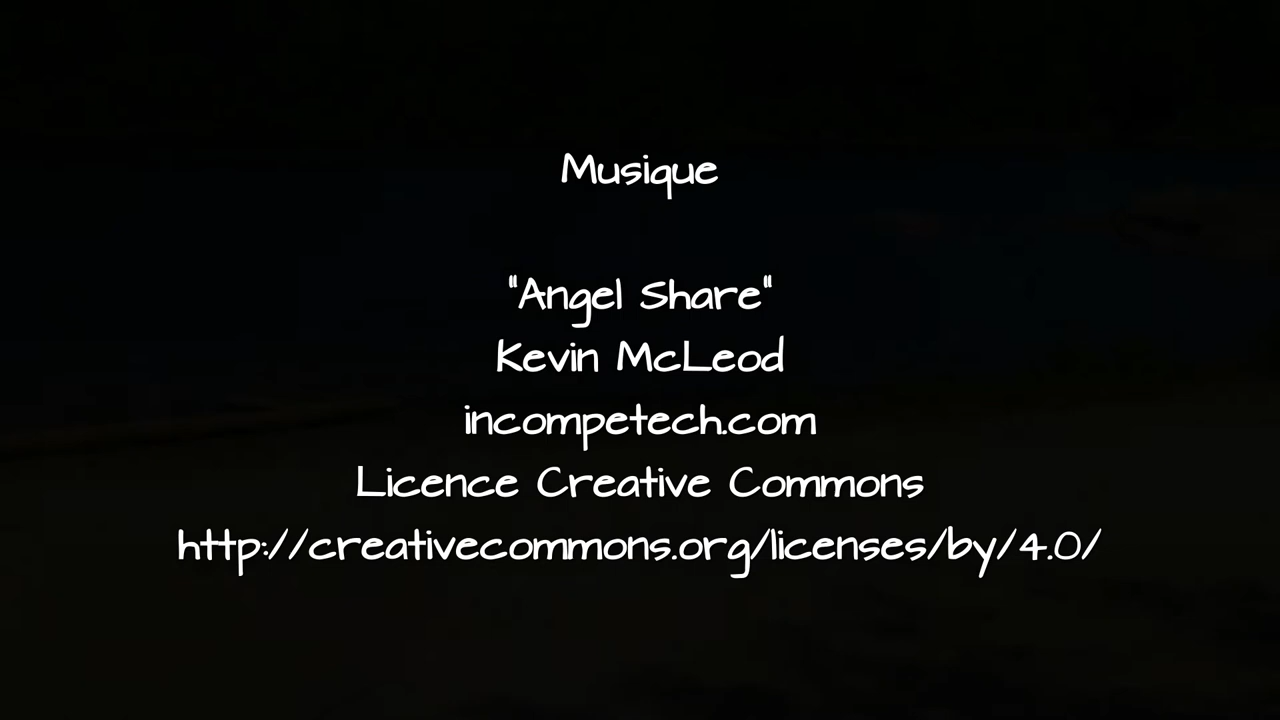 Musique
"Angel Share"
Kevin McLeod
incompetech.com
Licence Creative Commons
http://creativecommons.org/licenses/by/4.0/